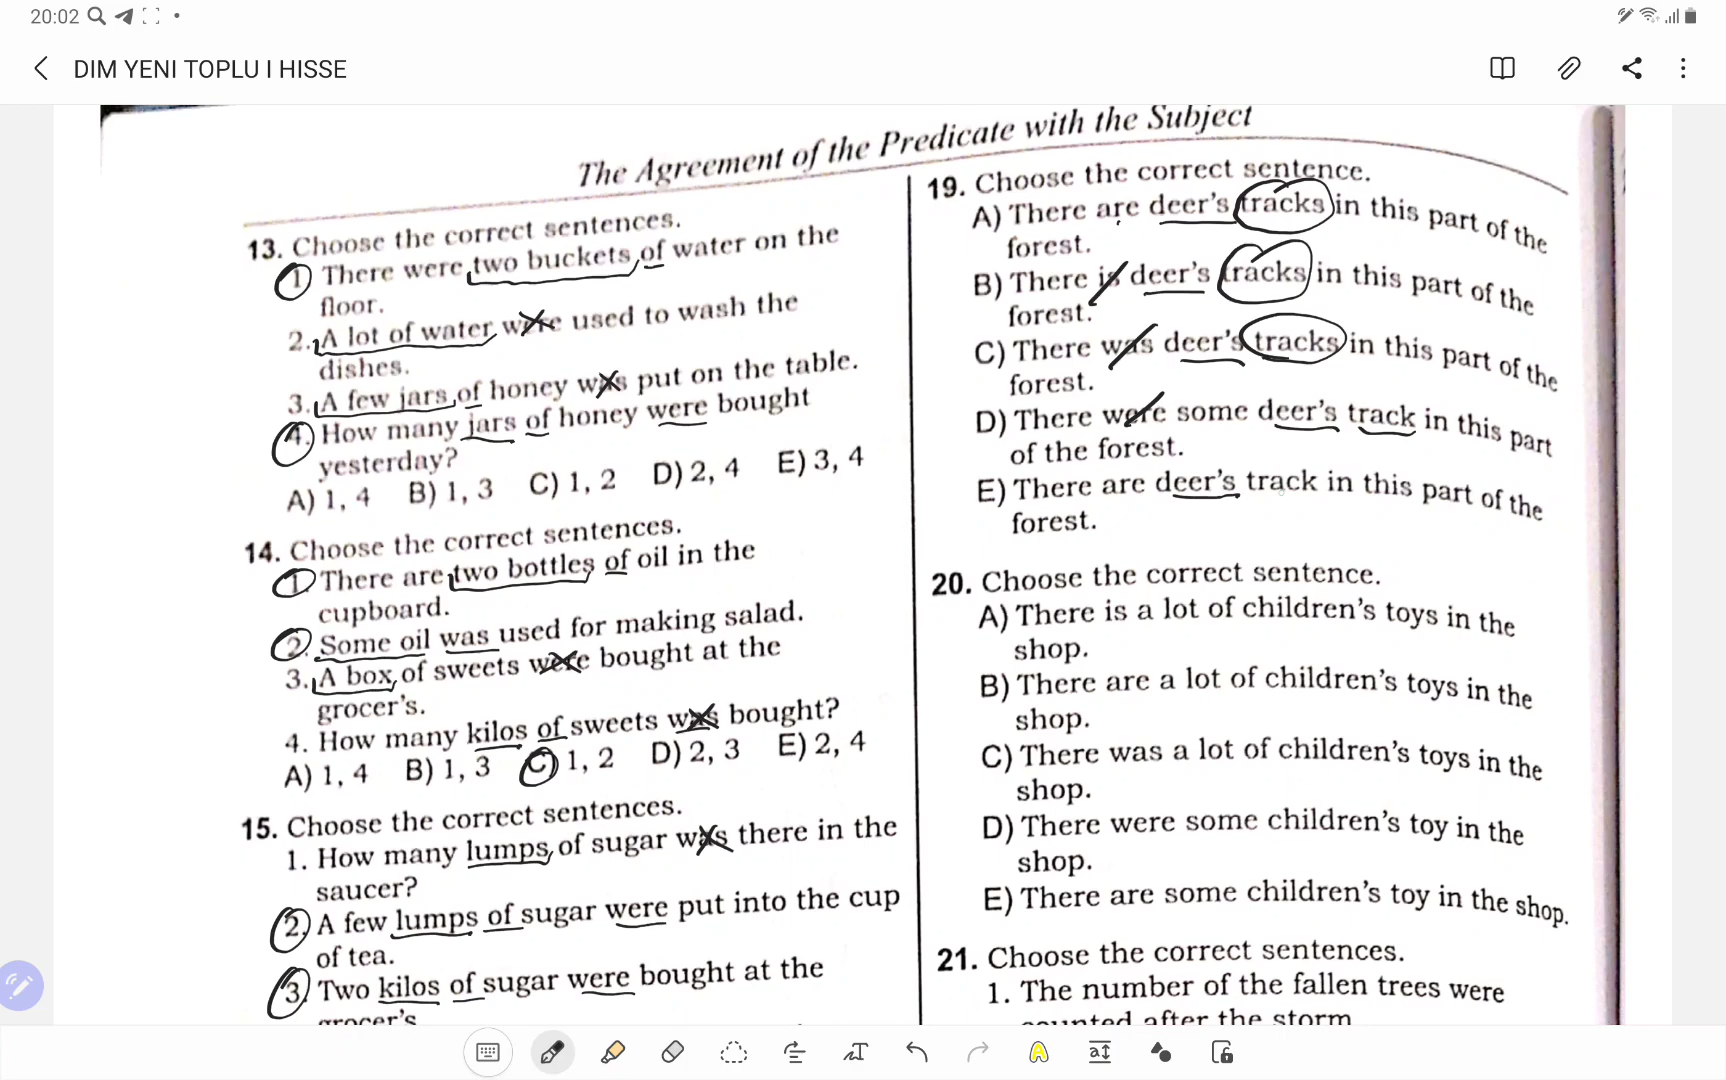 20:02
DIM YENI TOPLU I HISSE
The Agreement of the Predicate with the Subject
13. Choose the correct sentences.
1. There were two buckets of water on the
floor.
2. A lot of water were used to wash the
dishes.
3. A few jars of honey was put on the table.
4. How many jars of honey were bought
yesterday?
A) 1, 4 B) 1, 3 C) 1, 2 D) 2, 4 E) 3, 4
14. Choose the correct sentences.
1. There are two bottles of oil in the
cupboard.
2. Some oil was used for making salad.
3. A box of sweets were bought at the
grocer's.
4. How many kilos of sweets was bought?
A) 1, 4 B) 1, 3 C) 1, 2 D) 2, 3 E) 2, 4
15. Choose the correct sentences.
1. How many lumps of sugar was there in the
saucer?
2. A few lumps of sugar were put into the cup
of tea.
3. Two kilos of sugar were bought at the
grocer's
19. Choose the correct sentence.
A) There are deer's tracks in this part of the
forest.
B) There is deer's tracks in this part of the
forest.
C) There was deer's tracks in this part of the
forest.
D) There were some deer's track in this part
of the forest.
E) There are deer's track in this part of the
forest.
20. Choose the correct sentence.
A) There is a lot of children's toys in the
shop.
B) There are a lot of children's toys in the
shop.
C) There was a lot of children's toys in the
shop.
D) There were some children's toy in the
shop.
E) There are some children's toy in the shop.
21. Choose the correct sentences.
1. The number of the fallen trees were
counted after the storm